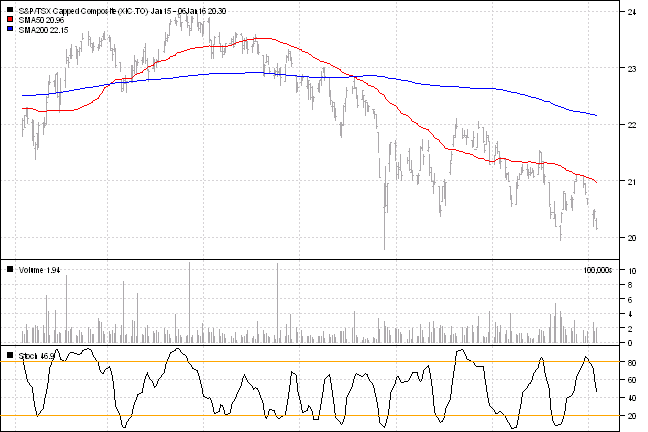 S&P/TSX Capped Composite (XIC.TO) Jan 15 - 06Jan16 20.30
SMA50 20.96
SMA200 22.15
24
23
22
21
20
Volume 1.94
100,000s
10
8
6
4
2
0
Stoch 46.9
80
60
40
20